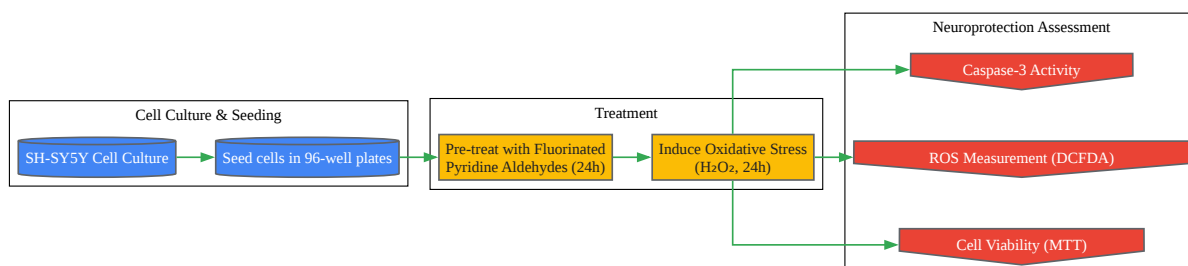 Cell Culture & Seeding
SH-SY5Y Cell Culture
Seed cells in 96-well plates
Treatment
Pre-treat with Fluorinated
Pyridine Aldehydes (24h)
Induce Oxidative Stress
(H₂O₂, 24h)
Neuroprotection Assessment
Caspase-3 Activity
ROS Measurement (DCFDA)
Cell Viability (MTT)